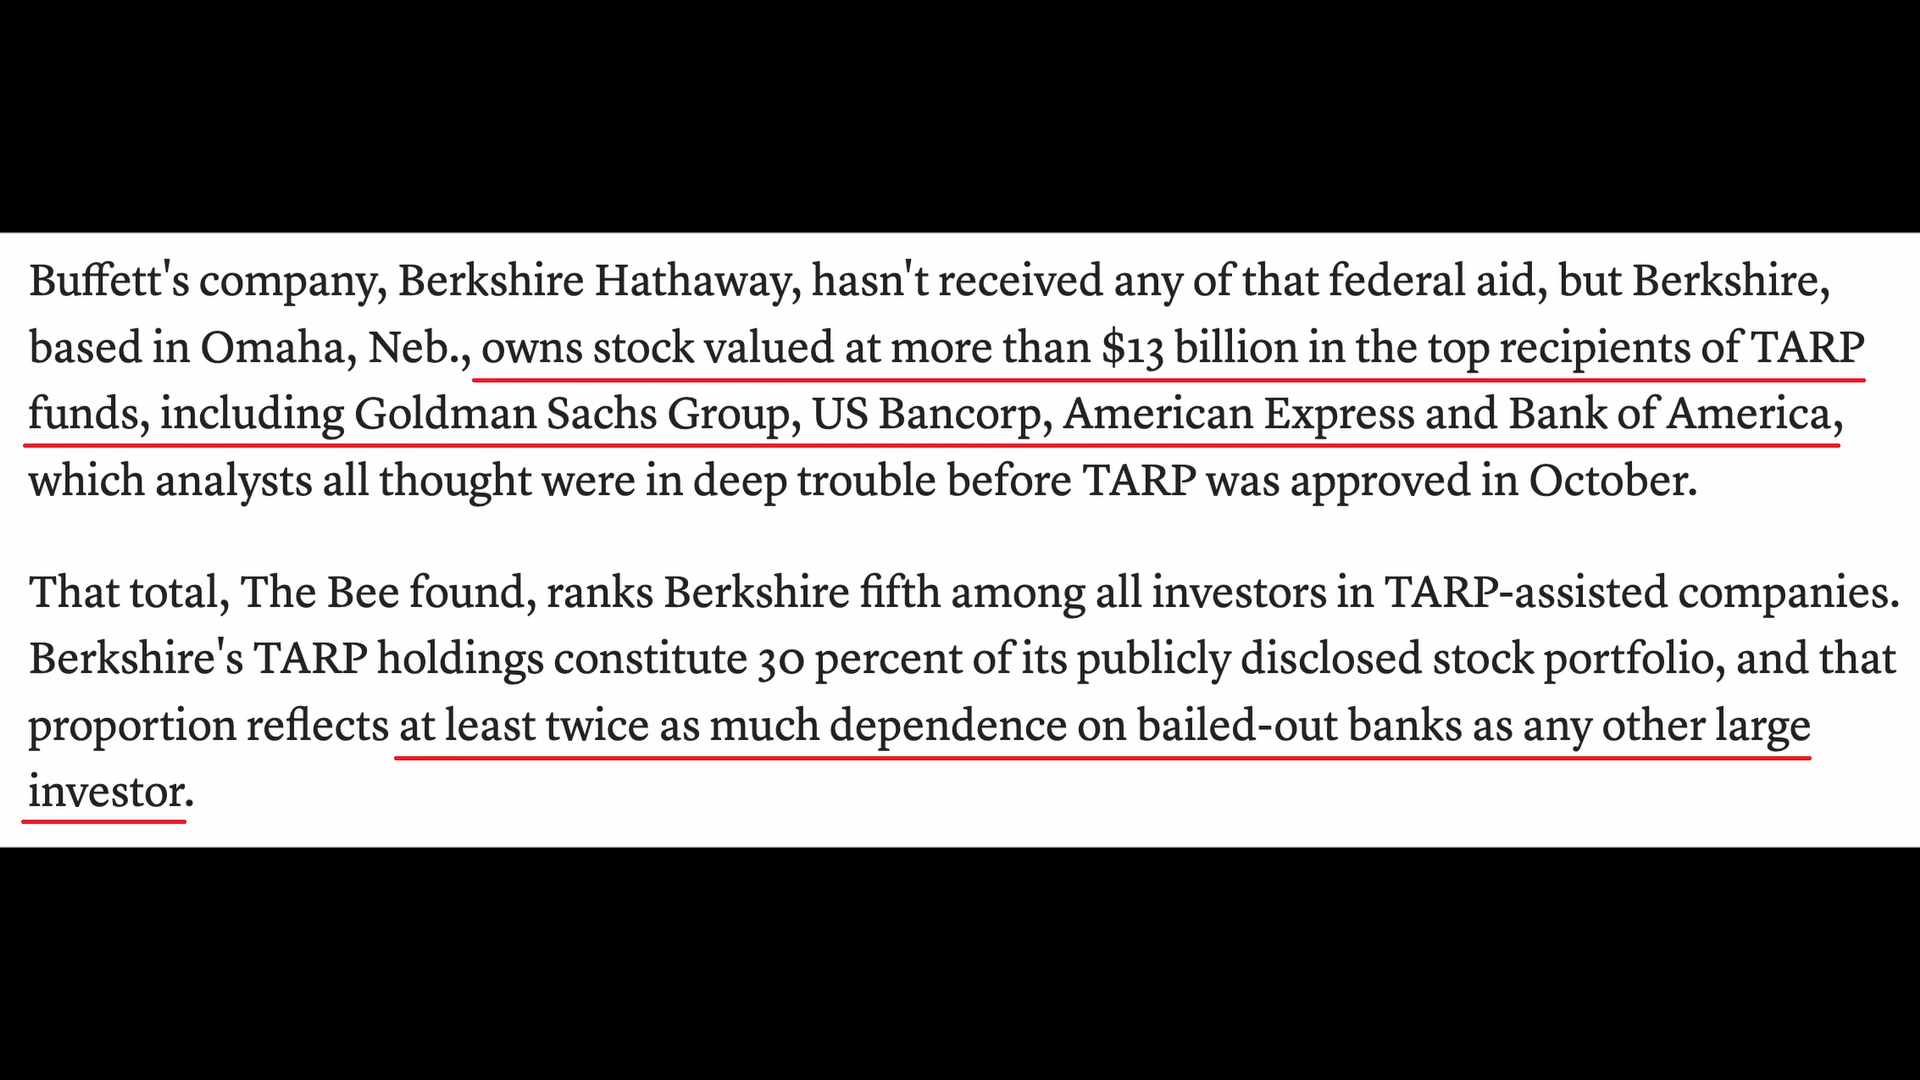 Buffett's company, Berkshire Hathaway, hasn't received any of that federal aid, but Berkshire,
based in Omaha, Neb., owns stock valued at more than $13 billion in the top recipients of TARP
funds, including Goldman Sachs Group, US Bancorp, American Express and Bank of America,
which analysts all thought were in deep trouble before TARP was approved in October.
That total, The Bee found, ranks Berkshire fifth among all investors in TARP-assisted companies.
Berkshire's TARP holdings constitute 30 percent of its publicly disclosed stock portfolio, and that
proportion reflects at least twice as much dependence on bailed-out banks as any other large
investor.